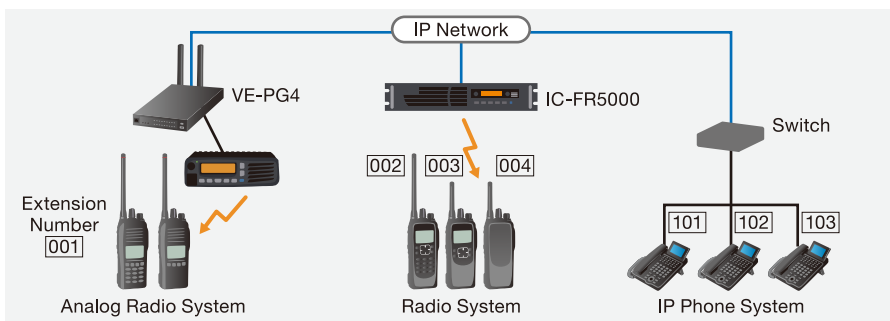 IP Network
VE-PG4
IC-FR5000
Switch
002 003 004
Extension
Number
001
101 102 103
Analog Radio System
Radio System
IP Phone System